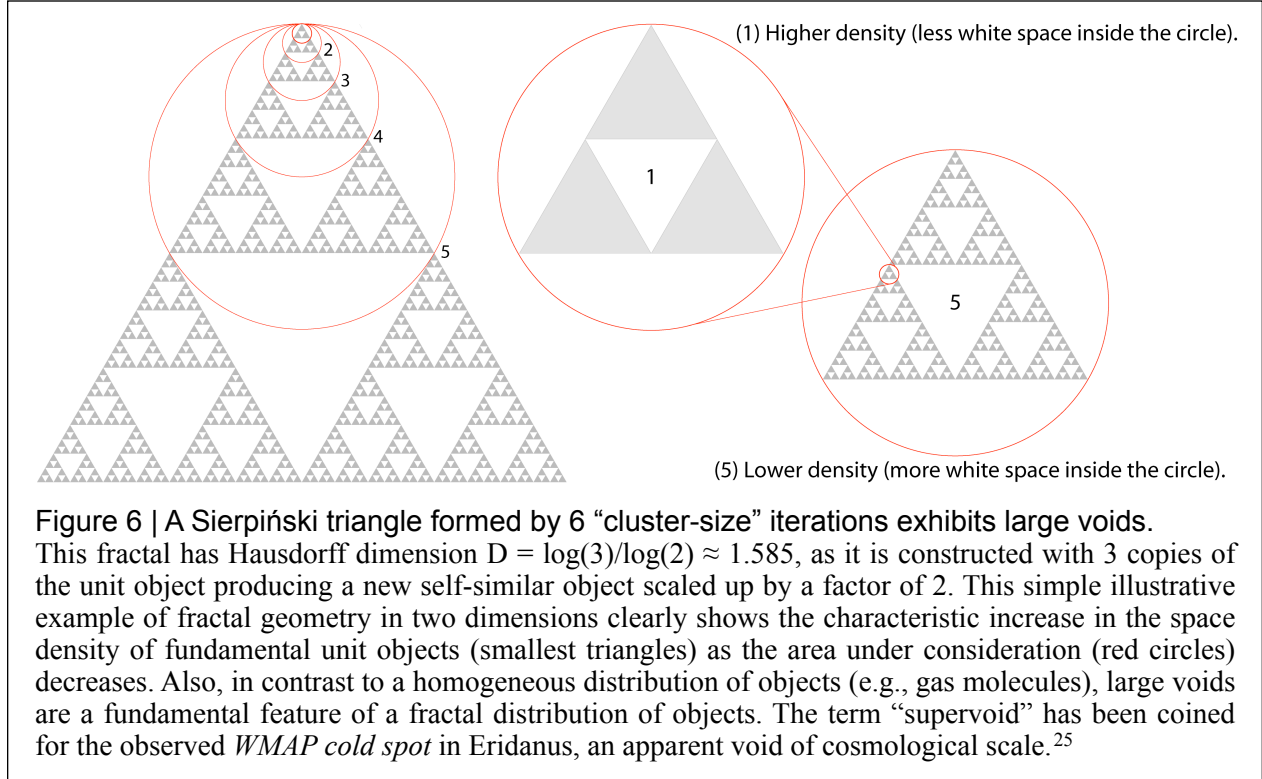 (1) Higher density (less white space inside the circle).
2
3
4
5
1
5
(5) Lower density (more white space inside the circle).
Figure 6 | A Sierpiński triangle formed by 6 “cluster-size” iterations exhibits large voids.
This fractal has Hausdorff dimension D = log(3)/log(2) ≈ 1.585, as it is constructed with 3 copies of
the unit object producing a new self-similar object scaled up by a factor of 2. This simple illustrative
example of fractal geometry in two dimensions clearly shows the characteristic increase in the space
density of fundamental unit objects (smallest triangles) as the area under consideration (red circles)
decreases. Also, in contrast to a homogeneous distribution of objects (e.g., gas molecules), large voids
are a fundamental feature of a fractal distribution of objects. The term “supervoid” has been coined
for the observed WMAP cold spot in Eridanus, an apparent void of cosmological scale.25